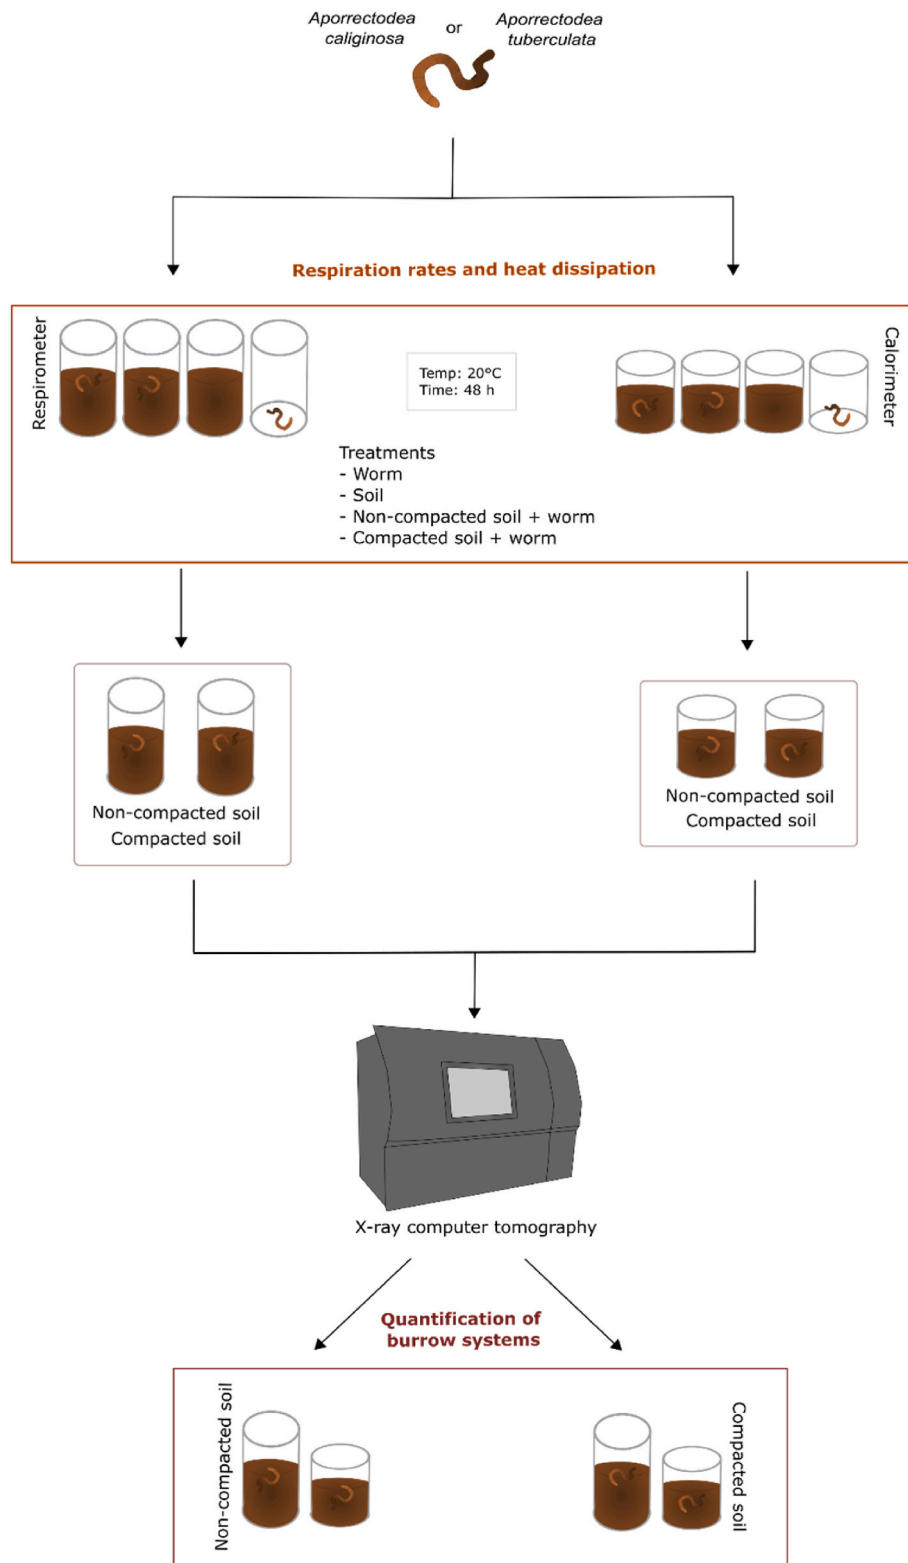 Aporrectodea caliginosa or Aporrectodea tuberculata
Respiration rates and heat dissipation
Respirometer
Temp: 20°C
Time: 48 h
Calorimeter
Treatments
- Worm
- Soil
- Non-compacted soil + worm
- Compacted soil + worm
Non-compacted soil
Compacted soil
Non-compacted soil
Compacted soil
X-ray computer tomography
Quantification of
burrow systems
Non-compacted soil
Compacted soil